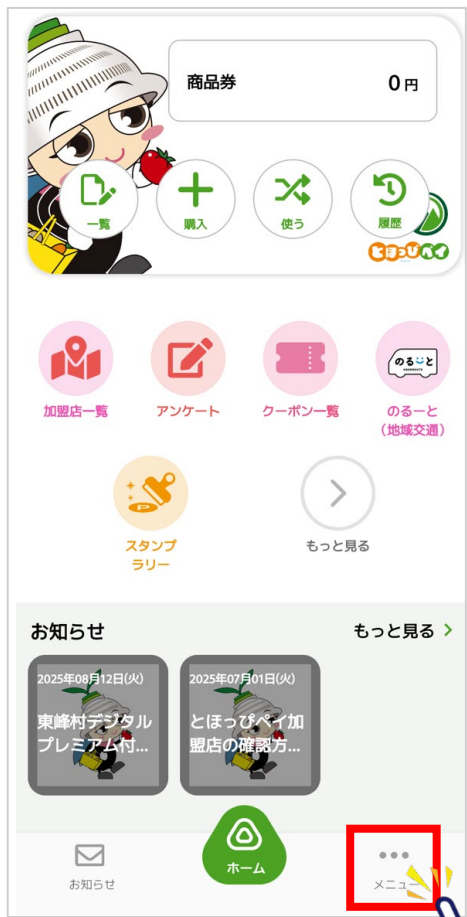 商品券
0 円
一覧
購入
使う
履歴
とほっぴペイ
加盟店一覧
アンケート
クーポン一覧
のるーと
のるーと
（地域交通）
P
スタンプ
ラリー
もっと見る
お知らせ
もっと見る
2025年08月12日(火)
東峰村デジタル
プレミアム付...
2025年07月01日(火)
とほっぴペイ加
盟店の確認方...
お知らせ
ホーム
メニュー